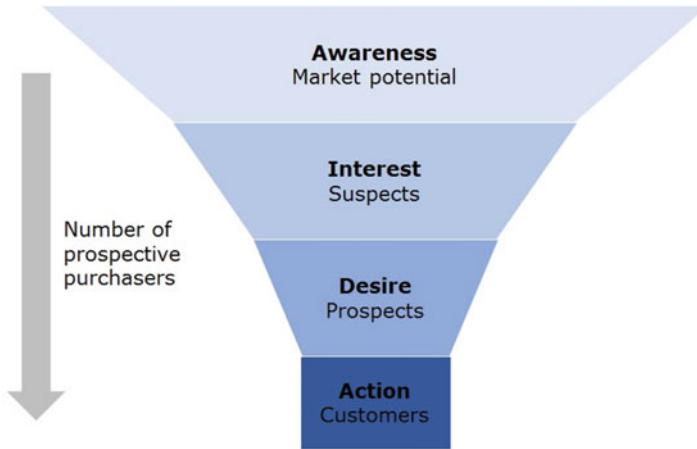 Awareness
Market potential
Interest
Suspects
Number of
prospective
purchasers
Desire
Prospects
Action
Customers